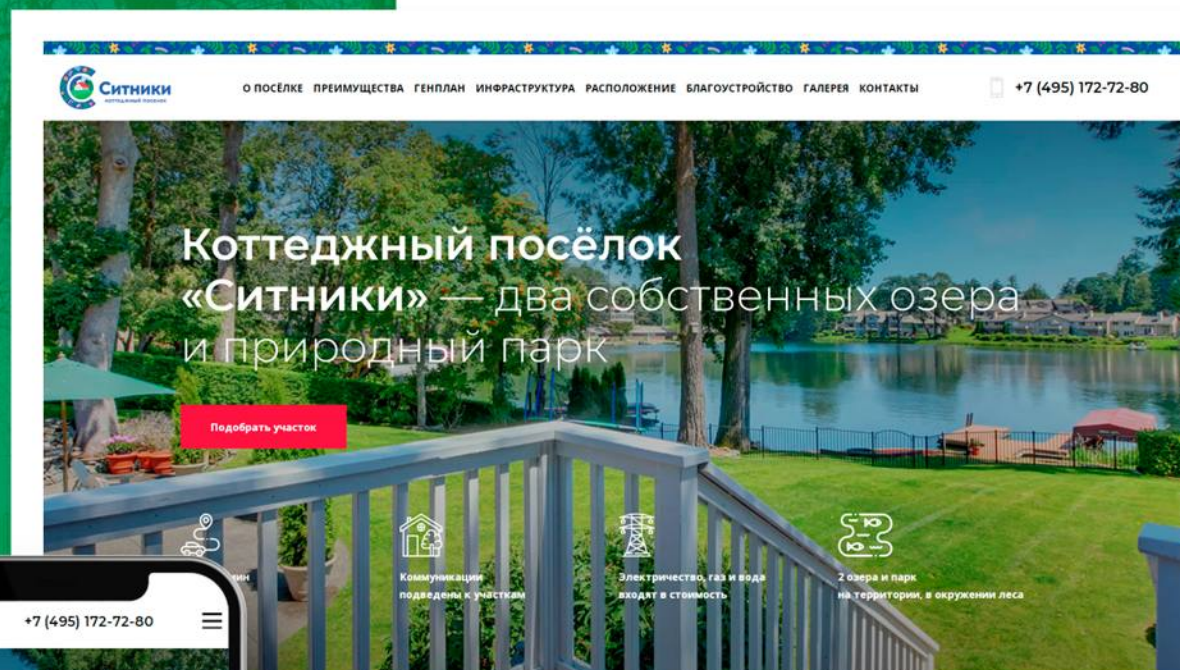 Ситники
коттеджный поселок
О ПОСЁЛКЕ ПРЕИМУЩЕСТВА ГЕНПЛАН ИНФРАСТРУКТУРА РАСПОЛОЖЕНИЕ БЛАГОУСТРОЙСТВО ГАЛЕРЕЯ КОНТАКТЫ
+7 (495) 172-72-80
Коттеджный посёлок
«Ситники» — два собственных озера
и природный парк
Подобрать участок
Коммуникации
подведены к участкам
Электричество, газ и вода
входят в стоимость
2 озера и парк
на территории, в окружении леса
+7 (495) 172-72-80